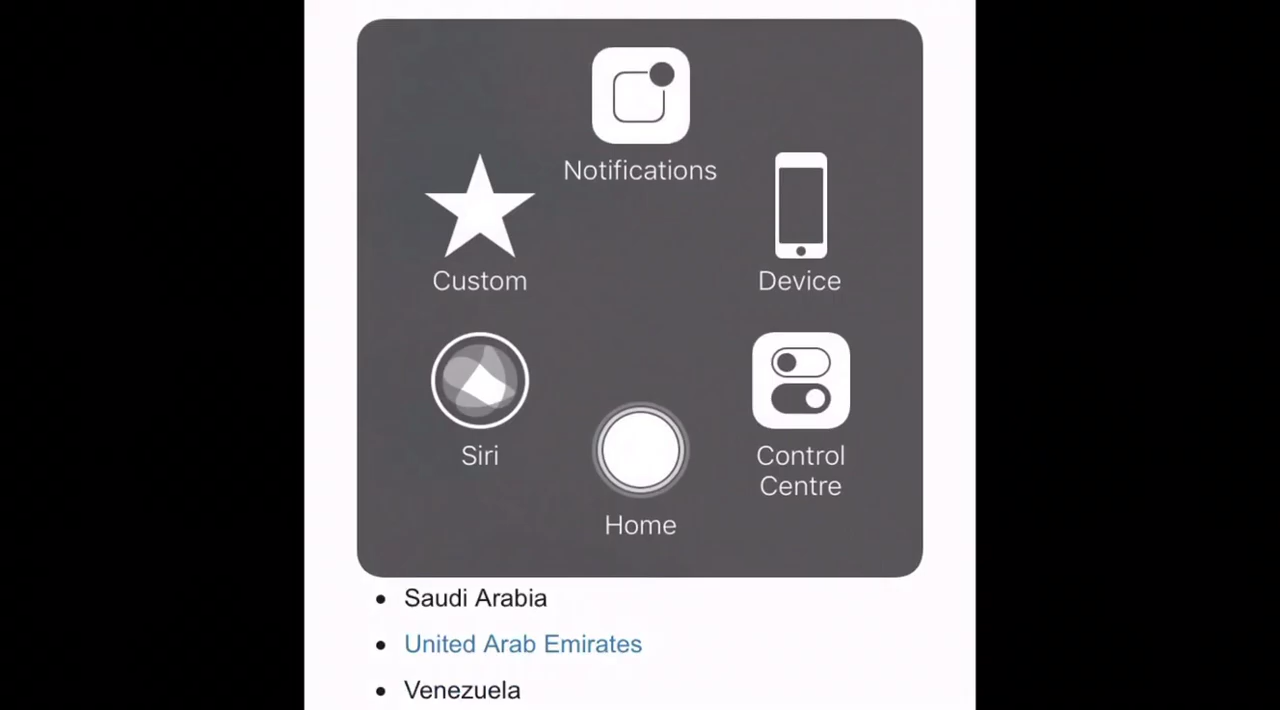 Notifications
Custom
Device
Siri
Control
Centre
Home
Saudi Arabia
United Arab Emirates
Venezuela